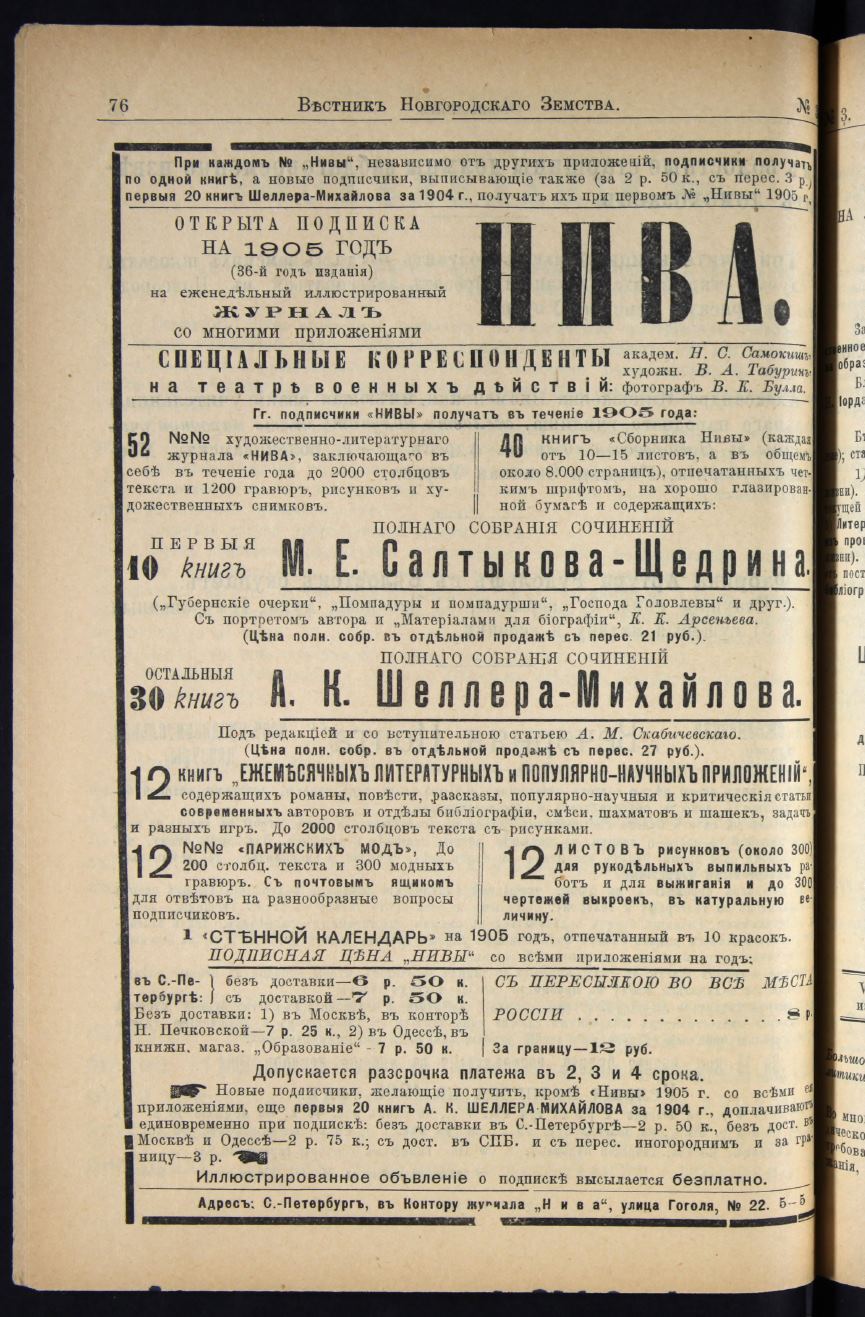 76
Вѣстникъ Новгородскаго Земства.
№
При каждомъ № „Нивы“, независимо отъ другихъ приложеній, подписчики получатъ
по одной книгѣ, а новые подписчики, выписывающіе также (за 2 р. 50 к., съ перес. 3 р.)
первыя 20 книгъ Шеллера-Михайлова за 1904 г., получатъ ихъ при первомъ № „Нивы“ 1905 г.,
ОТКРЫТА ПОДПИСКА
НА 1905 ГОДЪ
(36-й годъ изданія)
на еженедѣльный иллюстрированный
ЖУРНАЛЪ
со многими приложеніями
НИВА.
СПЕЦІАЛЬНЫЕ КОРРЕСПОНДЕНТЫ
на театрѣ военныхъ дѣйствій:
академ. Н. С. Самокишъ.
художн. В. А. Табуринъ.
фотографъ В. К. Булла.
Гг. подписчики «НИВЫ» получатъ въ теченіе 1905 года:
52 №№ художественно-литературнаго
журнала «НИВА», заключающаго въ
себѣ въ теченіе года до 2000 столбцовъ
текста и 1200 гравюръ, рисунковъ и ху-
дожественныхъ снимковъ.
40 КНИГЪ «Сборника Нивы» (каждая
отъ 10—15 листовъ, а въ общемъ
около 8.000 страницъ), отпечатанныхъ чет-
кимъ шрифтомъ, на хорошо глазирован-
ной бумагѣ и содержащихъ:
ПОЛНАГО СОБРАНІЯ СОЧИНЕНІЙ
ПЕРВЫЯ
10 книгъ
М. Е. Салтыкова-Щедрина.
(„Губернскіе очерки“, „Помпадуры и помпадурши“, „Господа Головлевы“ и друг.).
Съ портретомъ автора и „Матеріалами для біографіи“, К. К. Арсеньева.
(Цѣна полн. собр. въ отдѣльной продажѣ съ перес. 21 руб.).
ПОЛНАГО СОБРАНІЯ СОЧИНЕНІЙ
ОСТАЛЬНЫЯ
30 книгъ
А. К. Шеллера-Михайлова.
Подъ редакціей и со вступительною статьею А. М. Скабичевскаго.
(Цѣна полн. собр. въ отдѣльной продажѣ съ перес. 27 руб.).
12 книгъ „ЕЖЕМѢСЯЧНЫХЪ ЛИТЕРАТУРНЫХЪ и ПОПУЛЯРНО-НАУЧНЫХЪ ПРИЛОЖЕНІЙ“,
содержащихъ романы, повѣсти, разсказы, популярно-научныя и критическія статьи
современныхъ авторовъ и отдѣлы библіографіи, смѣси, шахматовъ и шашекъ, задачъ
и разныхъ игръ. До 2000 столбцовъ текста съ рисунками.
12 №№ «ПАРИЖСКИХЪ МОДЪ», До
200 столбц. текста и 300 модныхъ
гравюръ. Съ почтовымъ ящикомъ
для отвѣтовъ на разнообразные вопросы
подписчиковъ.
12 ЛИСТОВЪ рисунковъ (около 300)
для рукодѣльныхъ выпильныхъ ра-
ботъ и для выжиганія и до 300
чертежей выкроекъ, въ катуральную ве-
личину.
1 «СТѢННОЙ КАЛЕНДАРЬ» на 1905 годъ, отпечатанный въ 10 красокъ.
ПОДПИСНАЯ ЦѢНА „НИВЫ“ со всѣми приложеніями на годъ:
въ С.-Пе- } безъ доставки—6 р. 50 к.
тербургѣ: } съ доставкой—7 р. 50 к.
Безъ доставки: 1) въ Москвѣ, въ конторѣ
Н. Печковской—7 р. 25 к., 2) въ Одессѣ, въ
книжн. магаз. „Образованіе“ - 7 р. 50 к.
СЪ ПЕРЕСЫЛКОЮ ВО ВСѢ МѢСТА
РОССІИ . . . . . . . . . . . . . 8 р.
За границу—12 руб.
Допускается разсрочка платежа въ 2, 3 и 4 срока.
Новые подписчики, желающіе получить, кромѣ «Нивы» 1905 г. со всѣми ея
приложеніями, еще первыя 20 книгъ А. К. ШЕЛЛЕРА-МИХАЙЛОВА за 1904 г., доплачиваютъ
единовременно при подпискѣ: безъ доставки въ С.-Петербургѣ—2 р. 50 к., безъ дост. въ
Москвѣ и Одессѣ—2 р. 75 к.; съ дост. въ СПБ. и съ перес. иногороднимъ и за гра-
ницу—3 р.
Иллюстрированное объвленіе о подпискѣ высылается безплатно.
Адресъ: С.-Петербургъ, въ Контору журнала „Нива“, улица Гоголя, № 22. 5—5